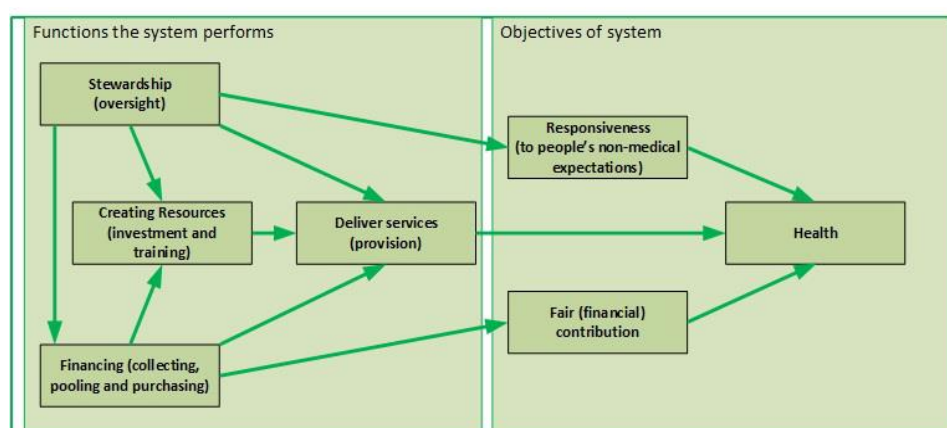 Functions the system performs
Objectives of system
Stewardship
(oversight)
Responsiveness
(to people's non-medical
expectations)
Creating Resources
(investment and
training)
Deliver services
(provision)
Health
Fair (financial)
contribution
Financing (collecting,
pooling and purchasing)